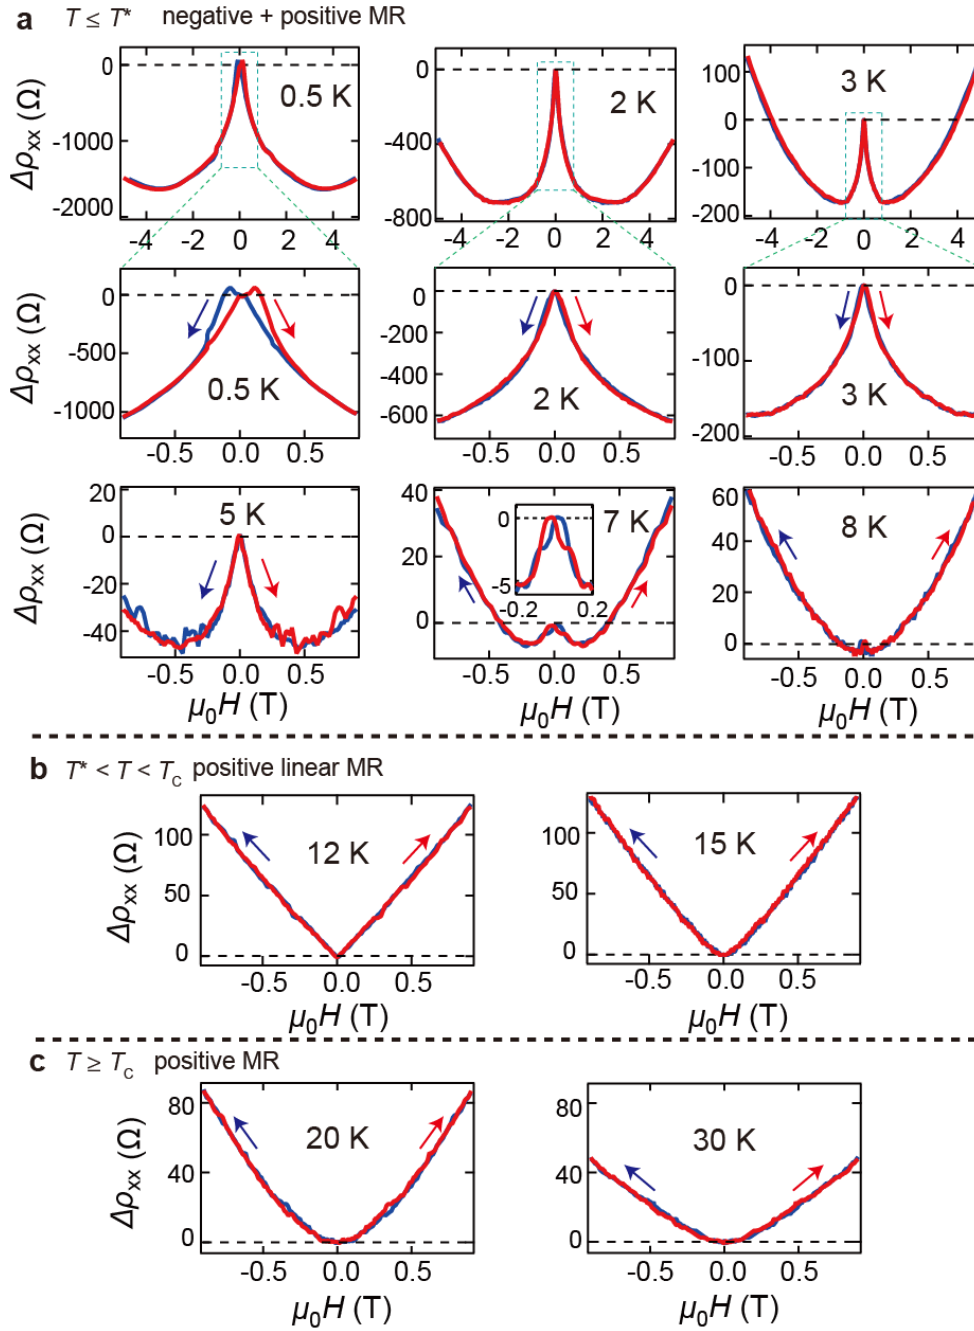 a T ≤ T* negative + positive MR
Δρxx (Ω)
0
-1000
-2000
0.5 K
-4 -2 0 2 4
0
-400
-800
2 K
-4 -2 0 2 4
100
0
-100
-200
3 K
-4 -2 0 2 4
Δρxx (Ω)
0
-500
-1000
0.5 K
-0.5 0.0 0.5
0
-200
-400
-600
2 K
-0.5 0.0 0.5
0
-100
-200
3 K
-0.5 0.0 0.5
Δρxx (Ω)
20
0
-20
-40
5 K
-0.5 0.0 0.5
μ0H (T)
40
20
0
7 K
0
-5
-0.2 0.2
-0.5 0.0 0.5
μ0H (T)
60
40
20
0
8 K
-0.5 0.0 0.5
μ0H (T)
b T* < T < Tc positive linear MR
Δρxx (Ω)
100
50
0
12 K
-0.5 0.0 0.5
μ0H (T)
100
50
0
15 K
-0.5 0.0 0.5
μ0H (T)
c T ≥ Tc positive MR
Δρxx (Ω)
80
40
0
20 K
-0.5 0.0 0.5
μ0H (T)
80
40
0
30 K
-0.5 0.0 0.5
μ0H (T)